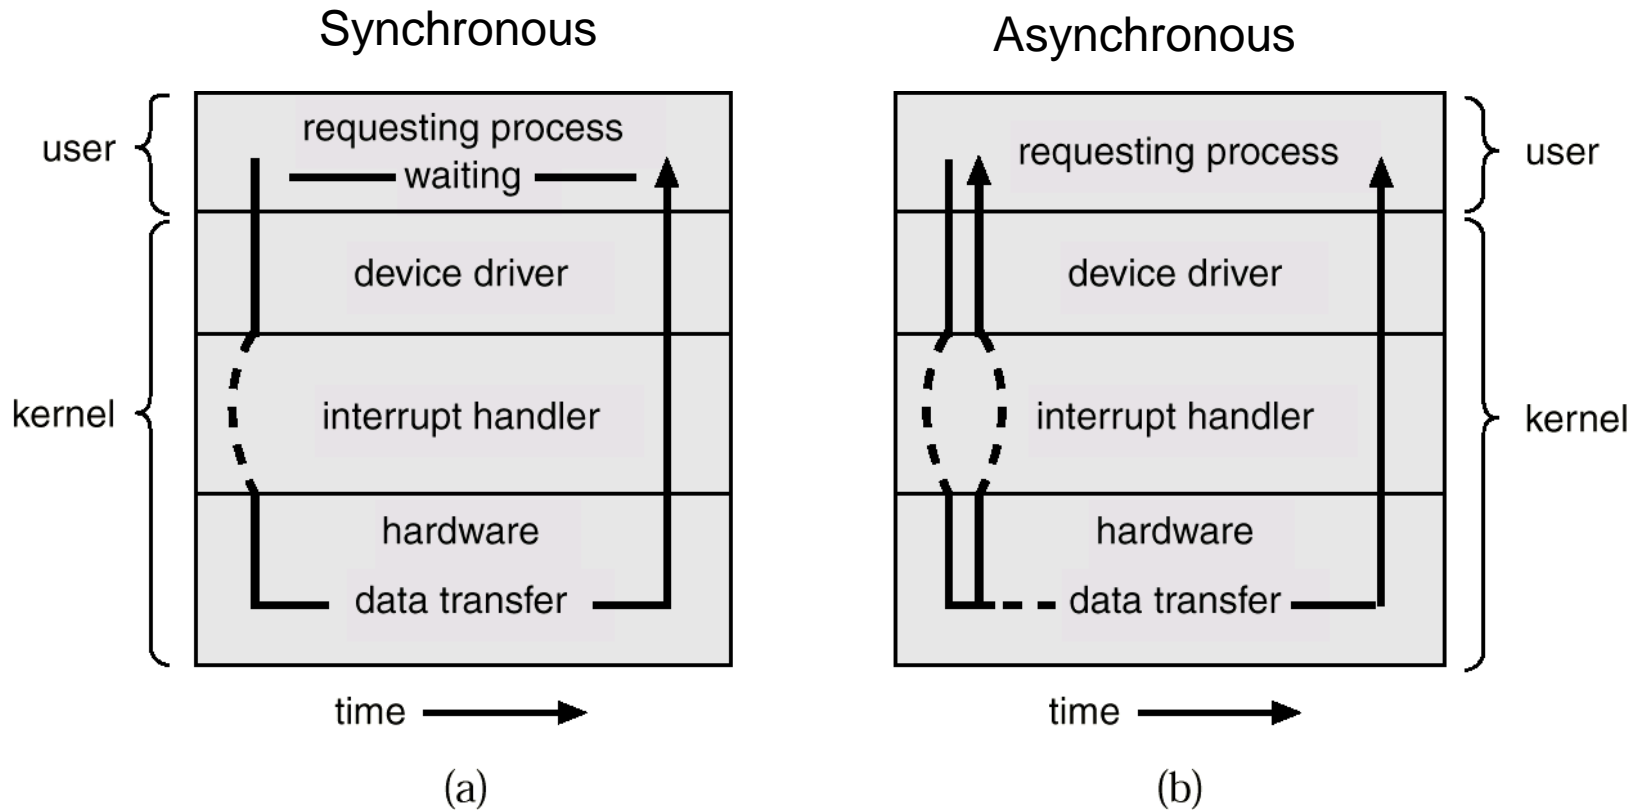 Synchronous
Asynchronous
user
requesting process
waiting
device driver
kernel
interrupt handler
hardware
data transfer
time
(a)
requesting process
user
device driver
interrupt handler
kernel
hardware
data transfer
time
(b)